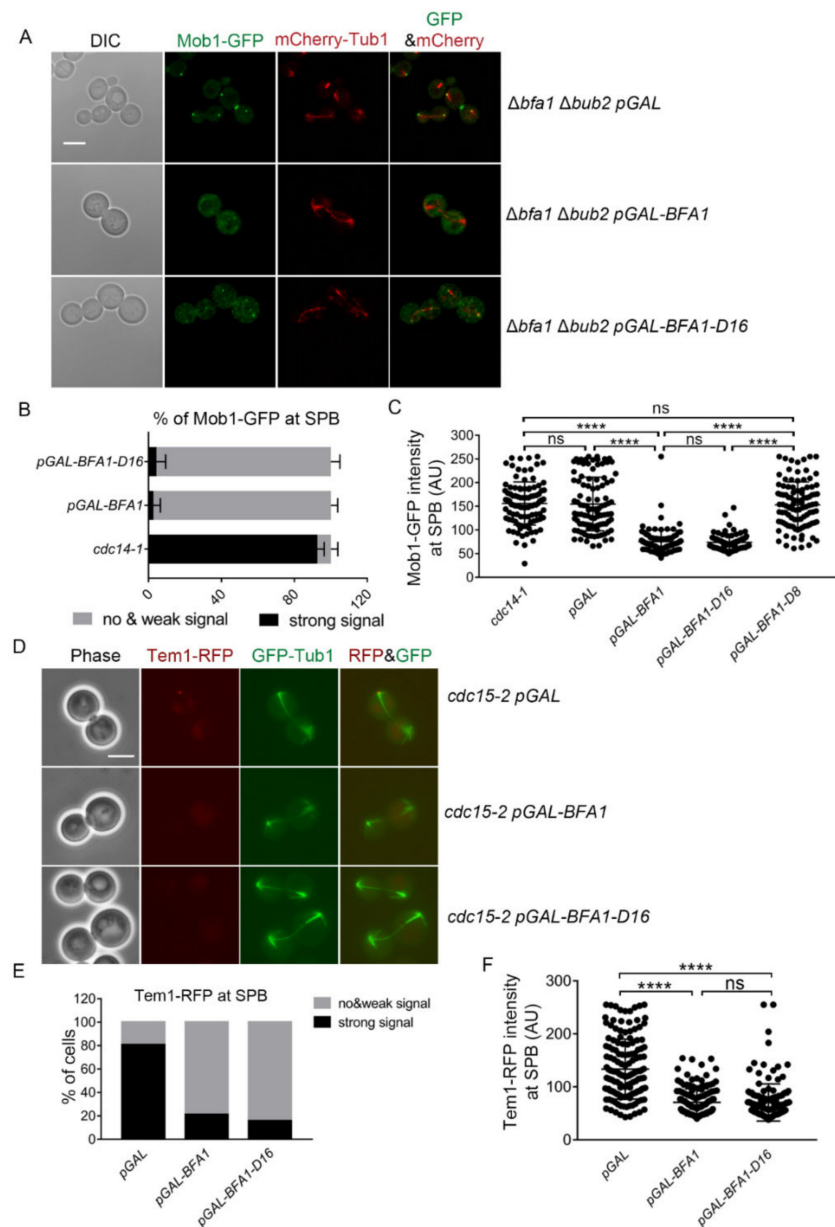 A
DIC
Mob1-GFP
mCherry-Tub1
GFP
&mCherry
Δbfa1 Δbub2 pGAL
Δbfa1 Δbub2 pGAL-BFA1
Δbfa1 Δbub2 pGAL-BFA1-D16
B
% of Mob1-GFP at SPB
pGAL-BFA1-D16
pGAL-BFA1
cdc14-1
0 40 80 120
no & weak signal
strong signal
C
ns
**** ****
ns **** ns ****
Mob1-GFP intensity
at SPB (AU)
300
250
200
150
100
50
0
cdc14-1
pGAL
pGAL-BFA1
pGAL-BFA1-D16
pGAL-BFA1-D8
D
Phase
Tem1-RFP
GFP-Tub1
RFP&GFP
cdc15-2 pGAL
cdc15-2 pGAL-BFA1
cdc15-2 pGAL-BFA1-D16
E
Tem1-RFP at SPB
no&weak signal
strong signal
% of cells
120
100
80
60
40
20
0
pGAL
pGAL-BFA1
pGAL-BFA1-D16
F
****
**** ns
Tem1-RFP intensity
at SPB (AU)
300
200
100
0
pGAL
pGAL-BFA1
pGAL-BFA1-D16